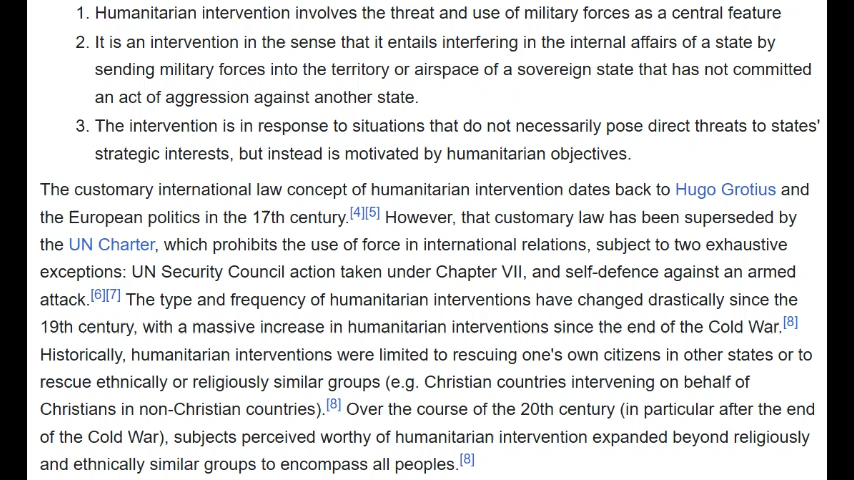 1. Humanitarian intervention involves the threat and use of military forces as a central feature
2. It is an intervention in the sense that it entails interfering in the internal affairs of a state by
sending military forces into the territory or airspace of a sovereign state that has not committed
an act of aggression against another state.
3. The intervention is in response to situations that do not necessarily pose direct threats to states'
strategic interests, but instead is motivated by humanitarian objectives.
The customary international law concept of humanitarian intervention dates back to Hugo Grotius and
the European politics in the 17th century.[4][5] However, that customary law has been superseded by
the UN Charter, which prohibits the use of force in international relations, subject to two exhaustive
exceptions: UN Security Council action taken under Chapter VII, and self-defence against an armed
attack.[6][7] The type and frequency of humanitarian interventions have changed drastically since the
19th century, with a massive increase in humanitarian interventions since the end of the Cold War.[8]
Historically, humanitarian interventions were limited to rescuing one's own citizens in other states or to
rescue ethnically or religiously similar groups (e.g. Christian countries intervening on behalf of
Christians in non-Christian countries).[8] Over the course of the 20th century (in particular after the end
of the Cold War), subjects perceived worthy of humanitarian intervention expanded beyond religiously
and ethnically similar groups to encompass all peoples.[8]